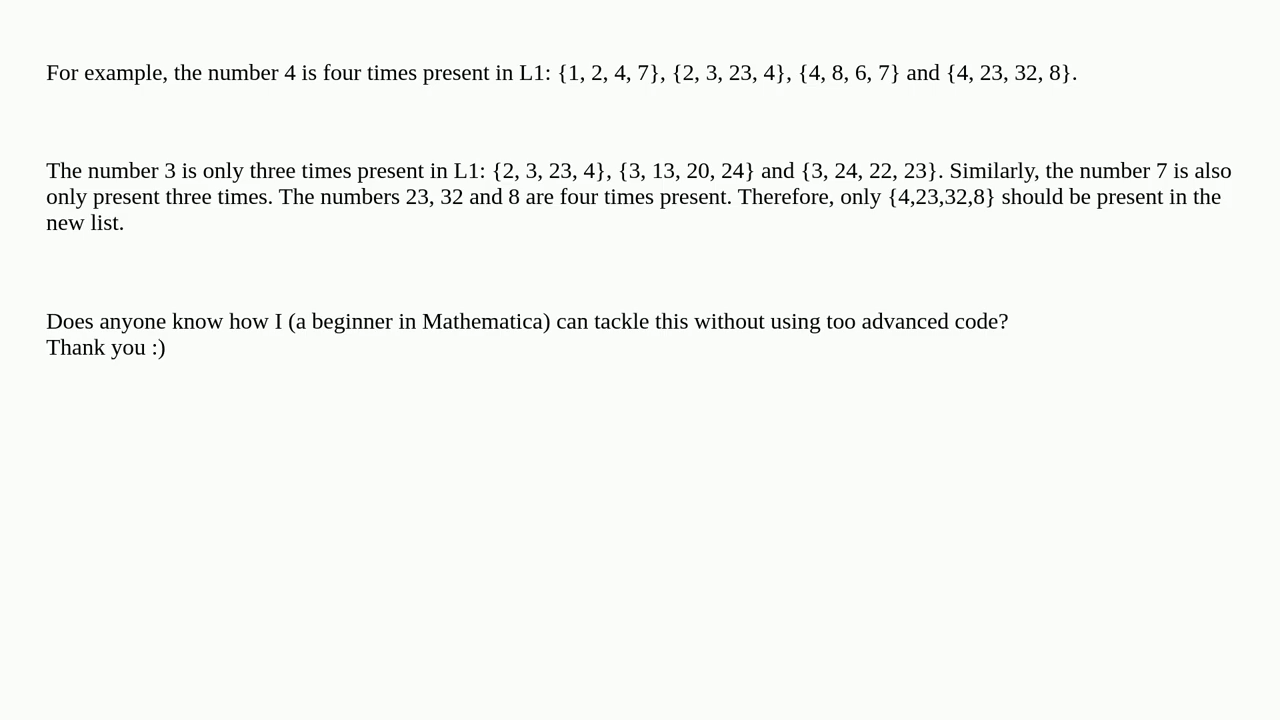 For example, the number 4 is four times present in L1: {1, 2, 4, 7}, {2, 3, 23, 4}, {4, 8, 6, 7} and {4, 23, 32, 8}.
The number 3 is only three times present in L1: {2, 3, 23, 4}, {3, 13, 20, 24} and {3, 24, 22, 23}. Similarly, the number 7 is also
only present three times. The numbers 23, 32 and 8 are four times present. Therefore, only {4,23,32,8} should be present in the
new list.
Does anyone know how I (a beginner in Mathematica) can tackle this without using too advanced code?
Thank you :)